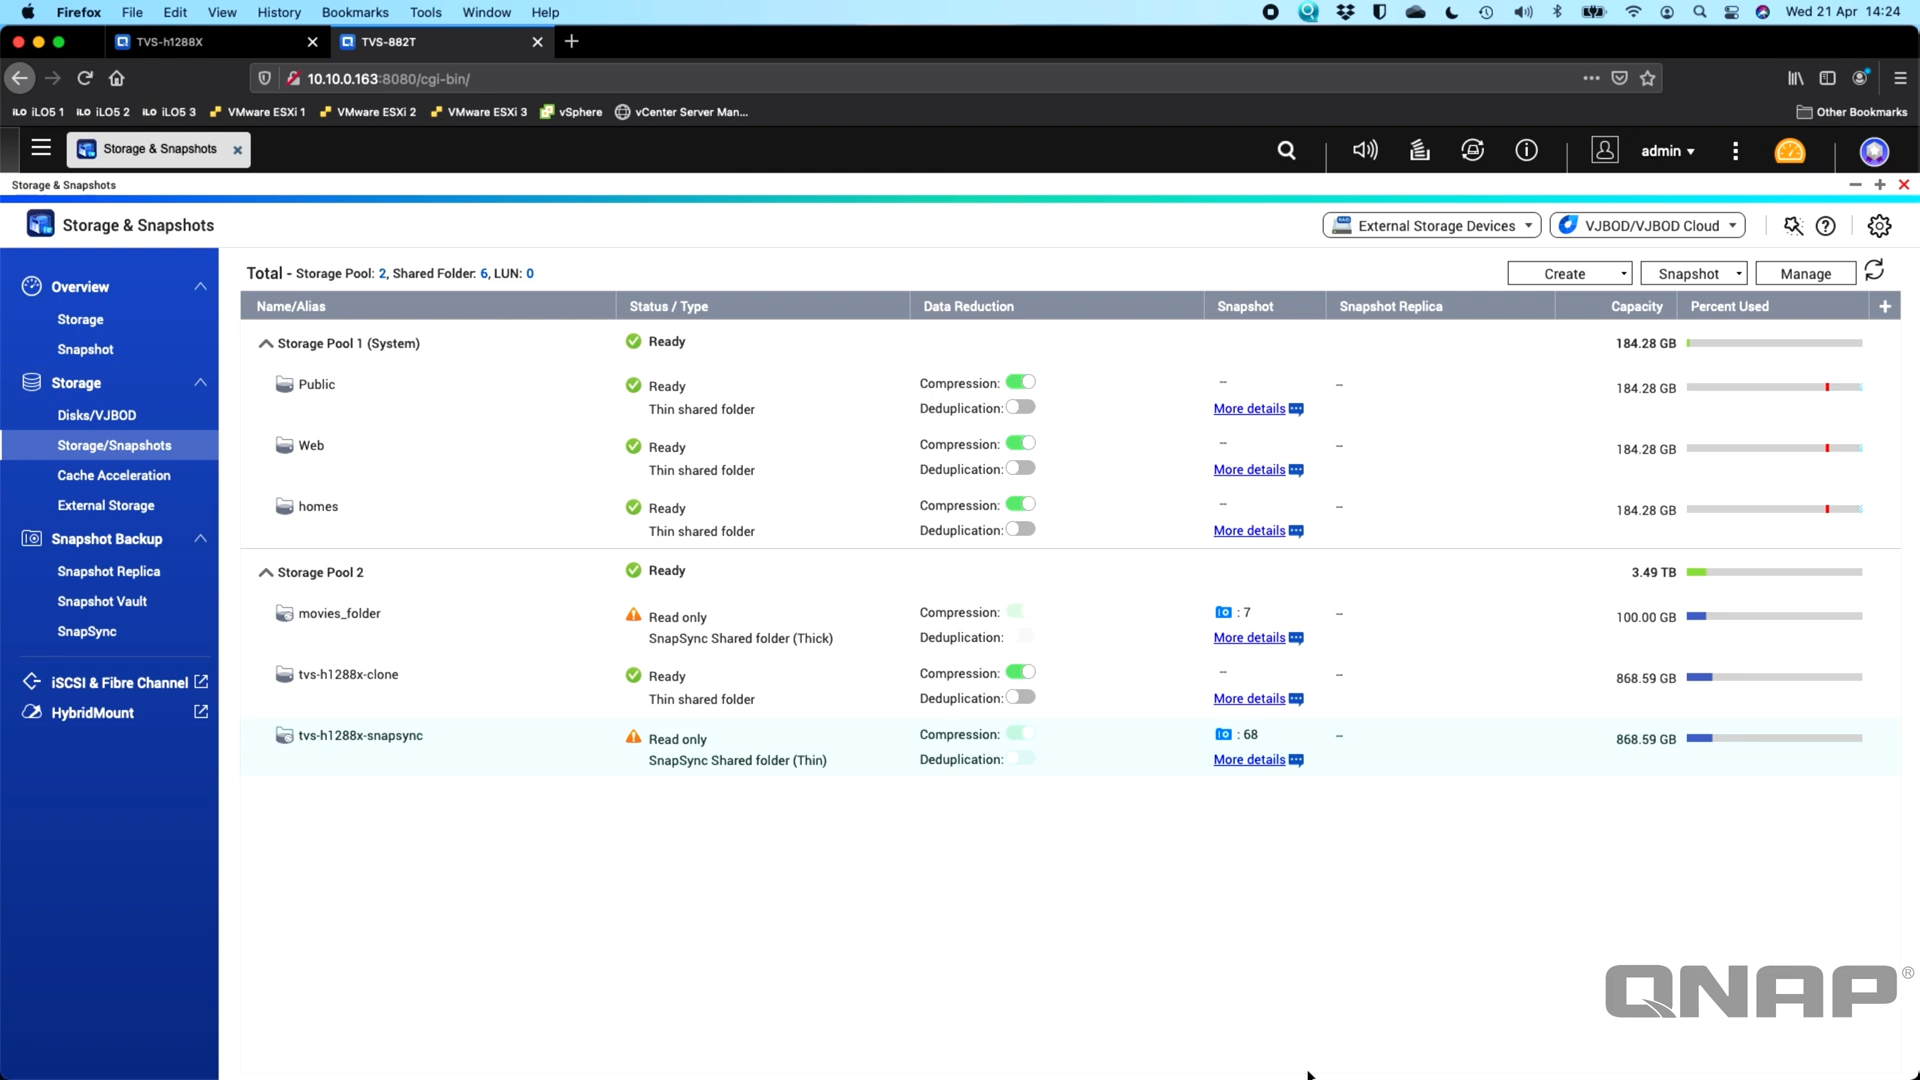 Firefox File Edit View History Bookmarks Tools Window Help Wed 21 Apr 14:24
TVS-h1288X TVS-882T
10.10.0.163:8080/cgi-bin/
iLO iLO5 1 iLO iLO5 2 iLO iLO5 3 VMware ESXi 1 VMware ESXi 2 VMware ESXi 3 vSphere vCenter Server Man... Other Bookmarks
Storage & Snapshots admin
Storage & Snapshots
Storage & Snapshots External Storage Devices VJBOD/VJBOD Cloud
Overview
Storage
Snapshot
Storage
Disks/VJBOD
Storage/Snapshots
Cache Acceleration
External Storage
Snapshot Backup
Snapshot Replica
Snapshot Vault
SnapSync
iSCSI & Fibre Channel
HybridMount
Total - Storage Pool: 2, Shared Folder: 6, LUN: 0 Create Snapshot Manage
Name/Alias Status / Type Data Reduction Snapshot Snapshot Replica Capacity Percent Used
Storage Pool 1 (System) Ready 184.28 GB
Public Ready Compression: -- -- 184.28 GB
Thin shared folder Deduplication: More details
Web Ready Compression: -- -- 184.28 GB
Thin shared folder Deduplication: More details
homes Ready Compression: -- -- 184.28 GB
Thin shared folder Deduplication: More details
Storage Pool 2 Ready 3.49 TB
movies_folder Read only Compression: : 7 -- 100.00 GB
SnapSync Shared folder (Thick) Deduplication: More details
tvs-h1288x-clone Ready Compression: -- -- 868.59 GB
Thin shared folder Deduplication: More details
tvs-h1288x-snapsync Read only Compression: : 68 -- 868.59 GB
SnapSync Shared folder (Thin) Deduplication: More details
QNAP®